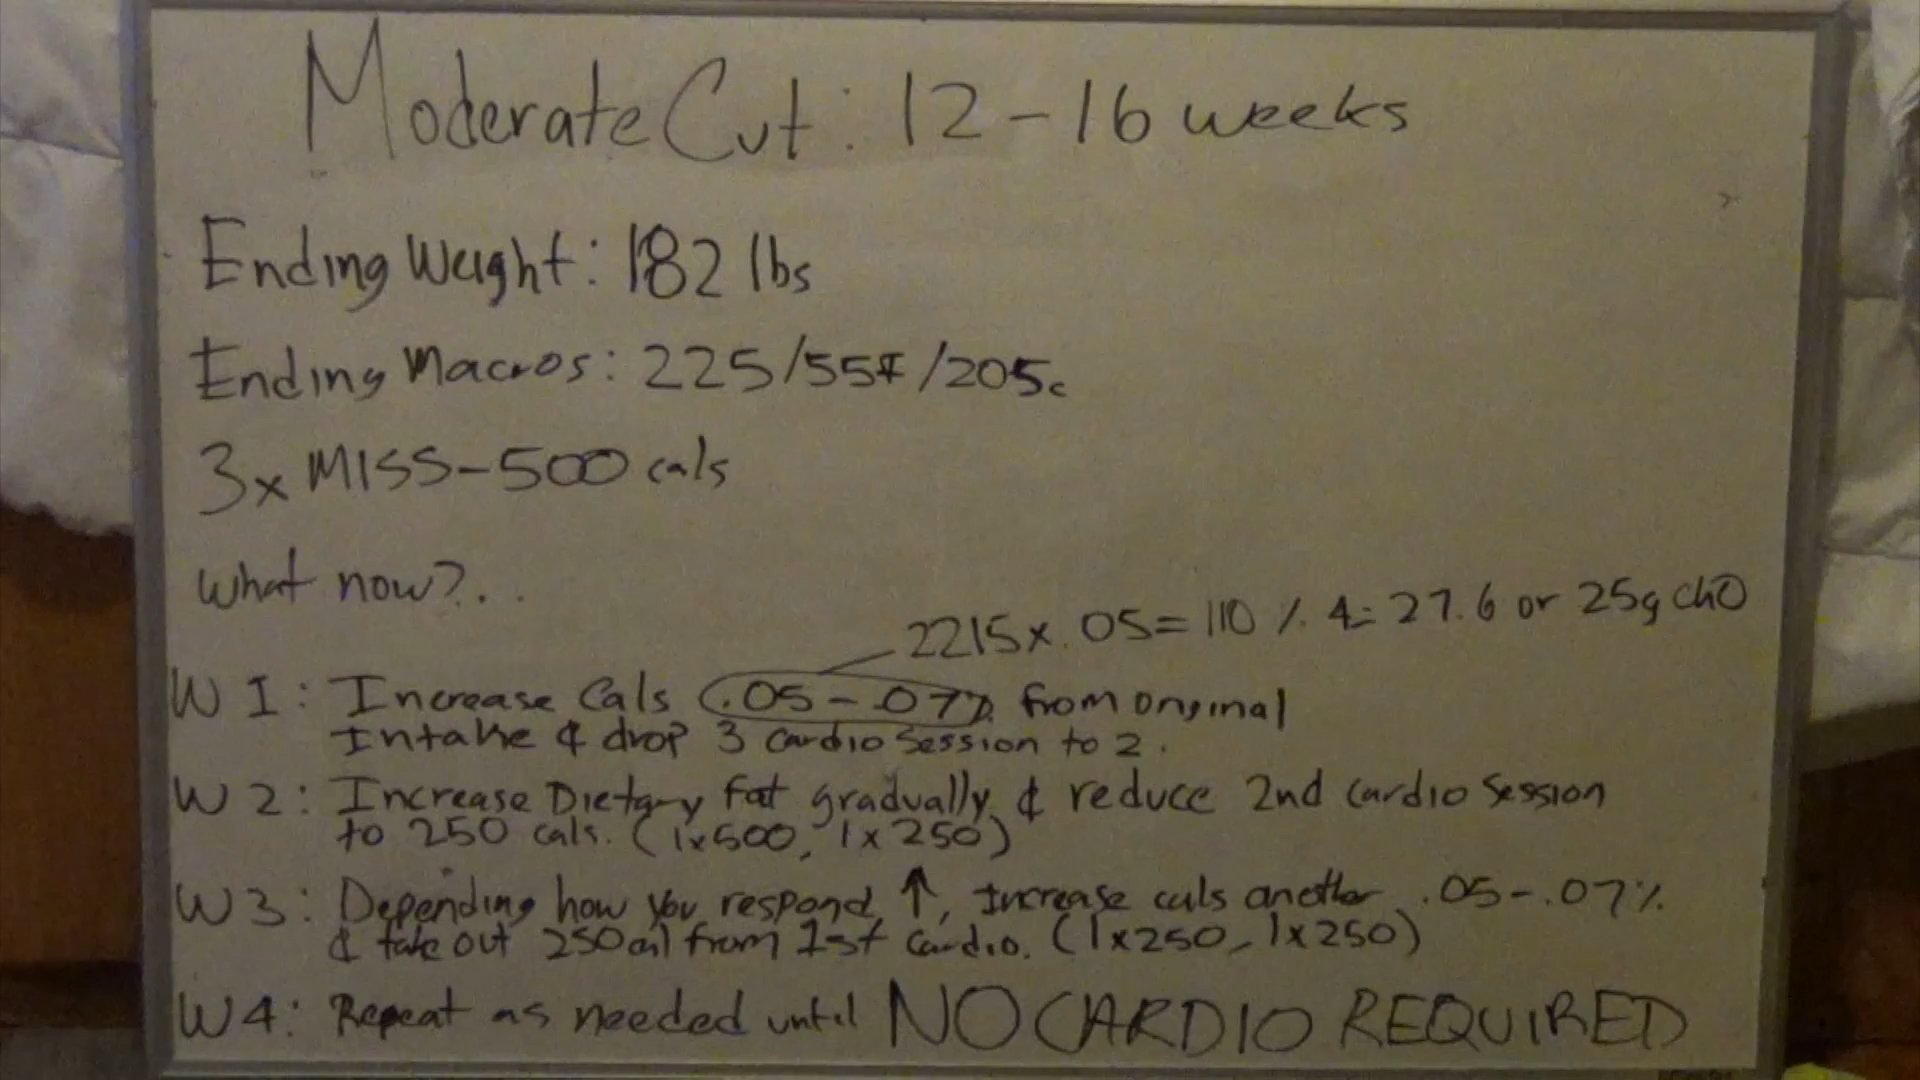 Moderate Cut: 12-16 weeks
Ending Weight: 182 lbs
Ending Macros: 225/55f/205c
3x MISS-500 cals
What now?..
2215x.05=110 /. 4=27.6 or 25g CHO
W1: Increase Cals .05-.07% from original
Intake & drop 3 cardio session to 2.
W2: Increase Dietary fat gradually & reduce 2nd cardio session
to 250 cals. (1x500, 1x250)
W3: Depending how you respond ↑, Increase cals another .05-.07%
& take out 250cal from 1st cardio. (1x250, 1x250)
W4: Repeat as needed until NO CARDIO REQUIRED